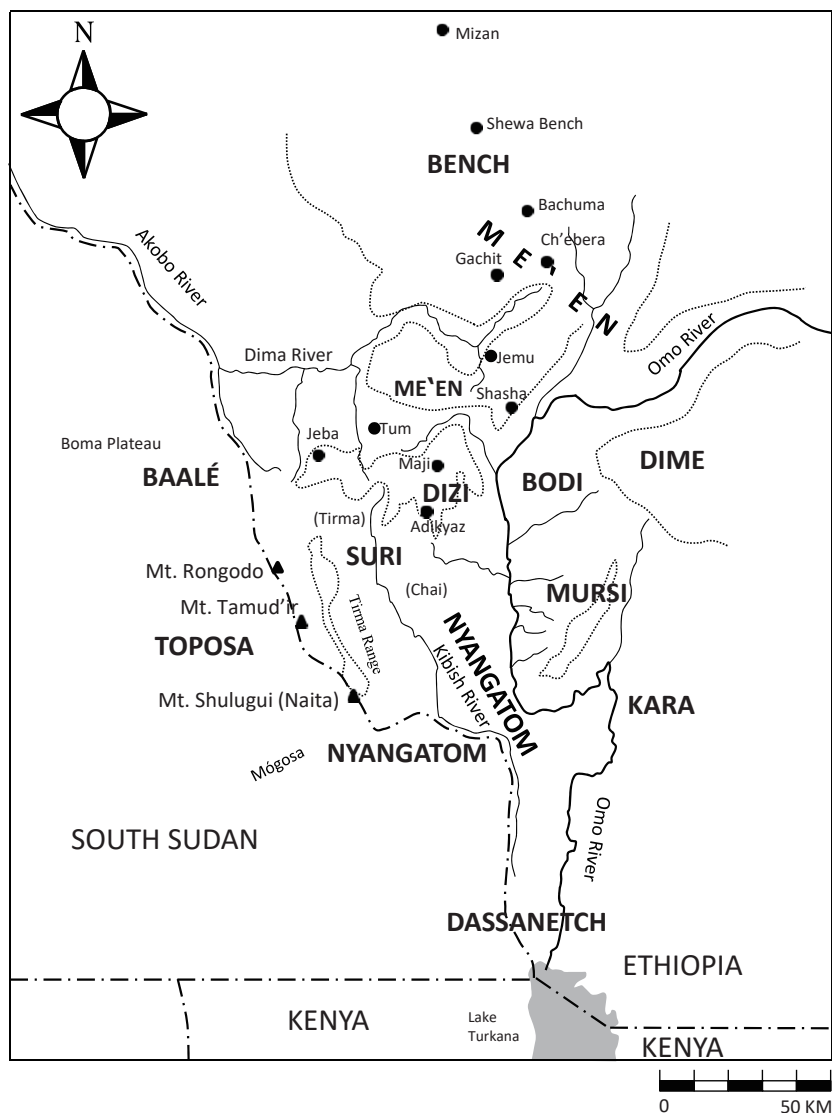 N
Mizan
Shewa Bench
BENCH
Bachuma
ME‵EN
Ch’ebera
Gachit
Akobo River
Omo River
Dima River
Jemu
ME‵EN
Shasha
Tum
Jeba
Boma Plateau
BAALÉ
Maji
DIZI
BODI
DIME
(Tirma)
Adikyaz
SURI
Mt. Rongodo
(Chai)
MURSI
Mt. Tamud’ir
Tirma Range
TOPOSA
NYANGATOM
Kibish River
Mt. Shulugui (Naita)
KARA
NYANGATOM
Mógosa
SOUTH SUDAN
Omo River
DASSANETCH
ETHIOPIA
KENYA
Lake
Turkana
KENYA
0 50 KM